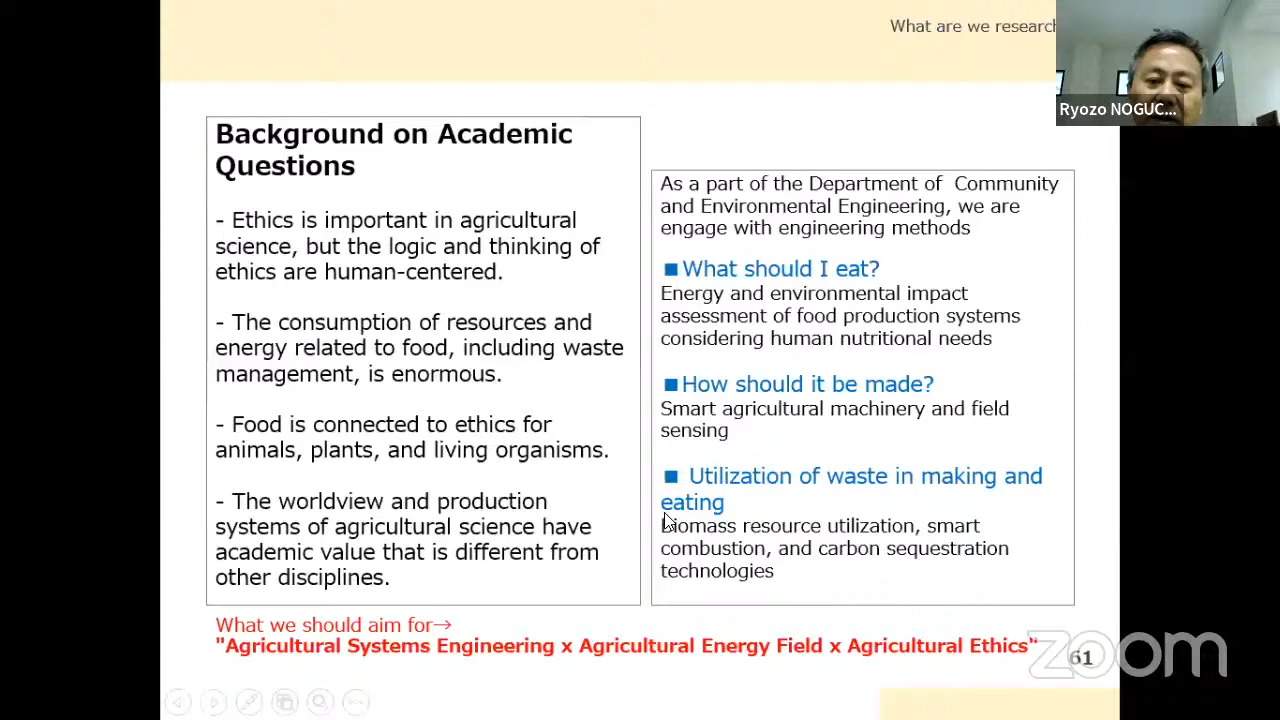 What are we research
Ryozo NOGUC...
Background on Academic
Questions
- Ethics is important in agricultural
science, but the logic and thinking of
ethics are human-centered.
- The consumption of resources and
energy related to food, including waste
management, is enormous.
- Food is connected to ethics for
animals, plants, and living organisms.
- The worldview and production
systems of agricultural science have
academic value that is different from
other disciplines.
As a part of the Department of Community
and Environmental Engineering, we are
engage with engineering methods
■What should I eat?
Energy and environmental impact
assessment of food production systems
considering human nutritional needs
■How should it be made?
Smart agricultural machinery and field
sensing
■ Utilization of waste in making and
eating
Biomass resource utilization, smart
combustion, and carbon sequestration
technologies
What we should aim for→
"Agricultural Systems Engineering x Agricultural Energy Field x Agricultural Ethics"
zoom
61